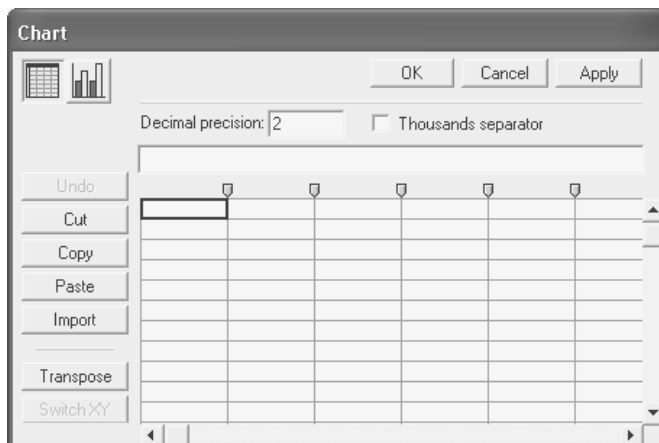 Chart
OK Cancel Apply
Decimal precision: 2 Thousands separator
Undo
Cut
Copy
Paste
Import
Transpose
Switch XY